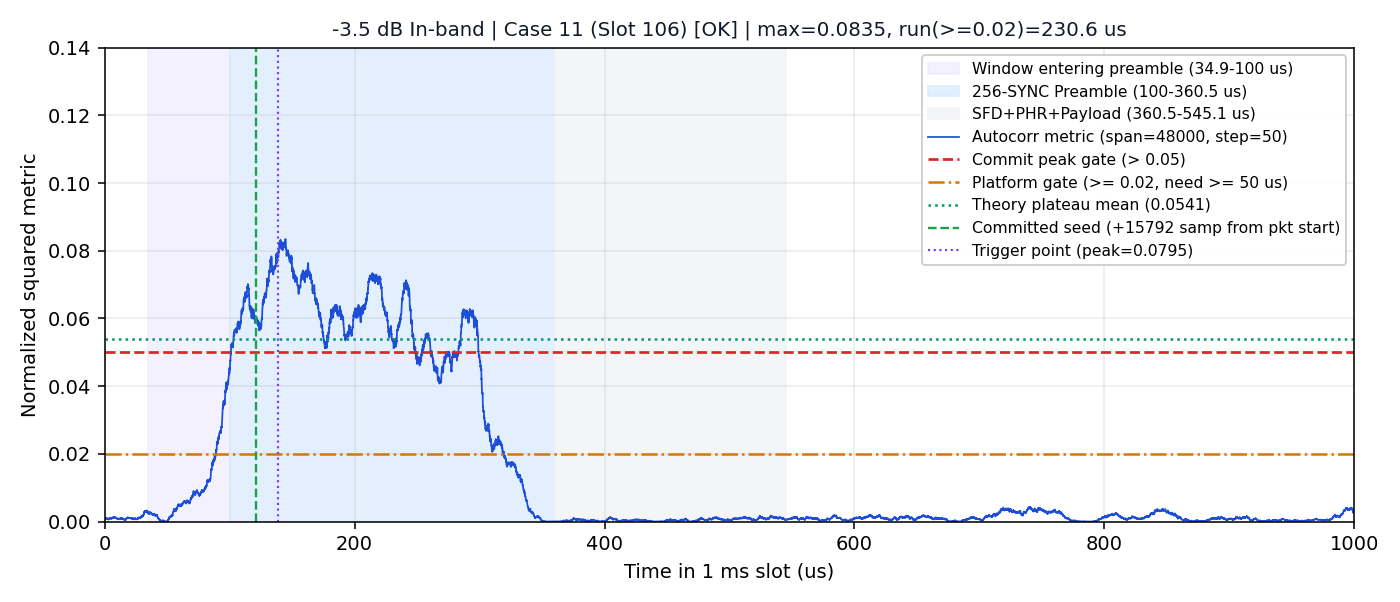 -3.5 dB In-band | Case 11 (Slot 106) [OK] | max=0.0835, run(>=0.02)=230.6 us
Normalized squared metric
0.14
0.12
0.10
0.08
0.06
0.04
0.02
0.00
Window entering preamble (34.9-100 us)
256-SYNC Preamble (100-360.5 us)
SFD+PHR+Payload (360.5-545.1 us)
Autocorr metric (span=48000, step=50)
Commit peak gate (> 0.05)
Platform gate (>= 0.02, need >= 50 us)
Theory plateau mean (0.0541)
Committed seed (+15792 samp from pkt start)
Trigger point (peak=0.0795)
0 200 400 600 800 1000
Time in 1 ms slot (us)